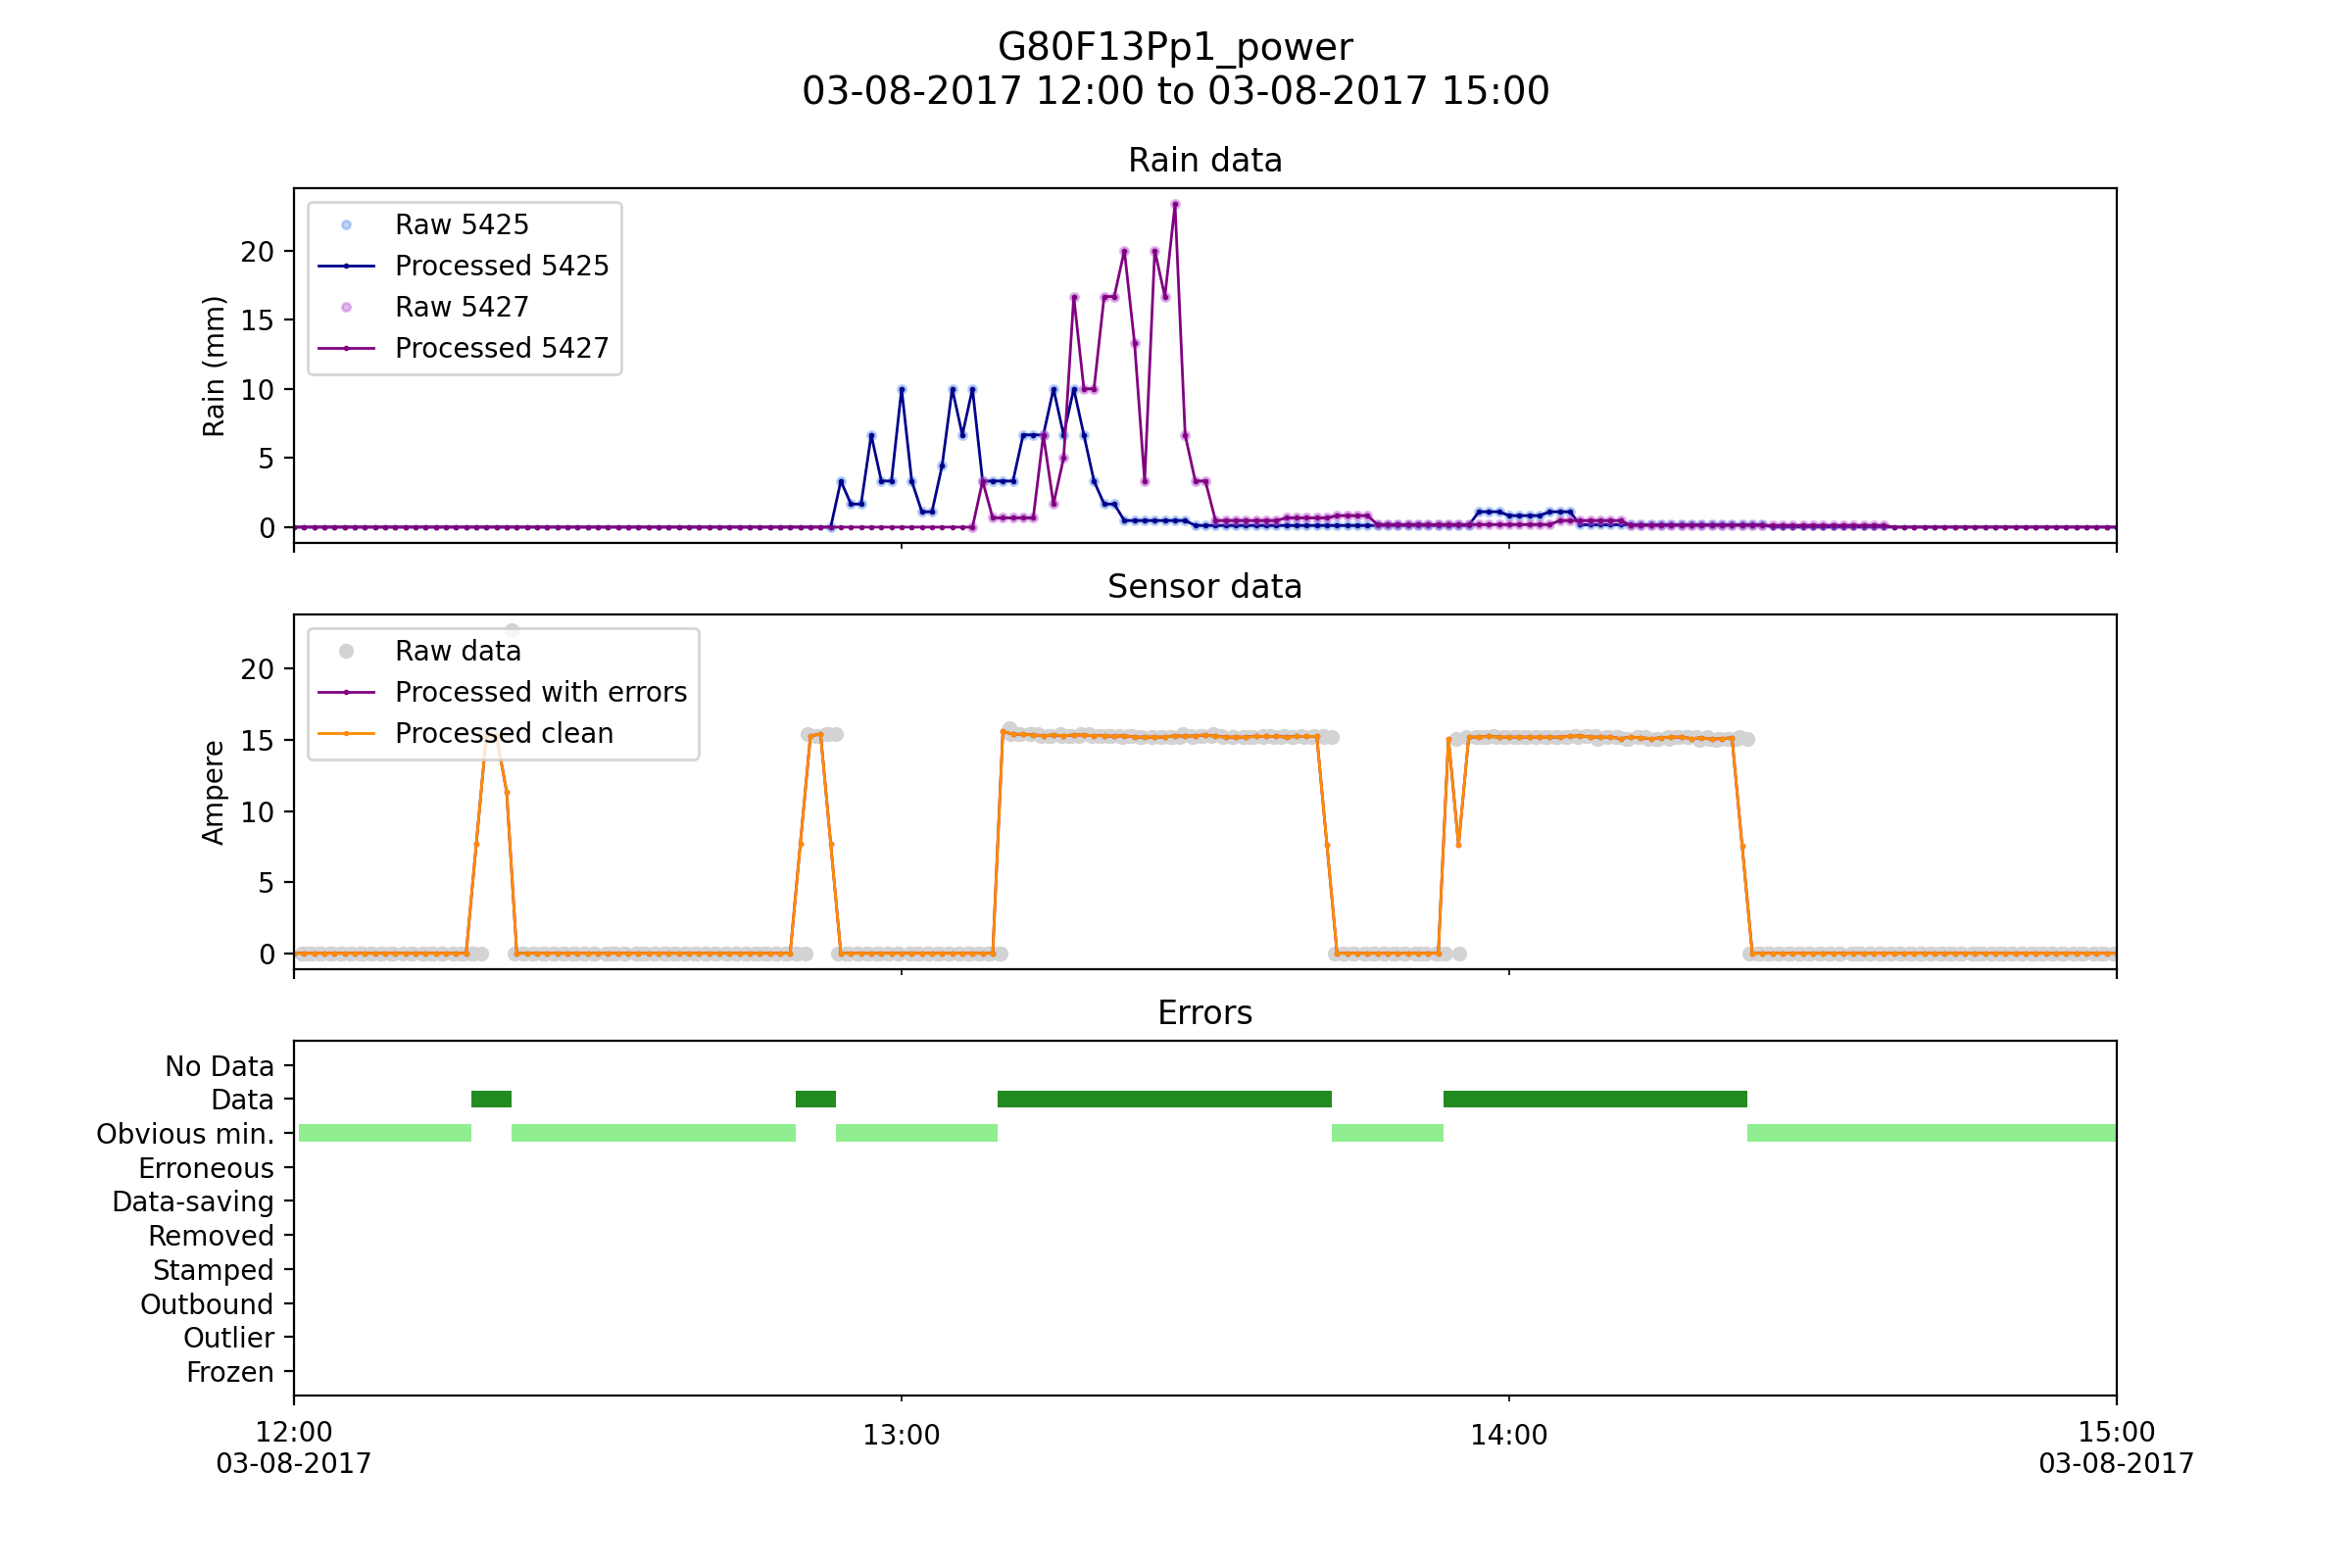 G80F13Pp1_power
03-08-2017 12:00 to 03-08-2017 15:00
Rain data
Rain (mm)
20
15
10
5
0
Raw 5425
Processed 5425
Raw 5427
Processed 5427
Sensor data
Ampere
20
15
10
5
0
Raw data
Processed with errors
Processed clean
Errors
No Data
Data
Obvious min.
Erroneous
Data-saving
Removed
Stamped
Outbound
Outlier
Frozen
12:00
03-08-2017
13:00
14:00
15:00
03-08-2017